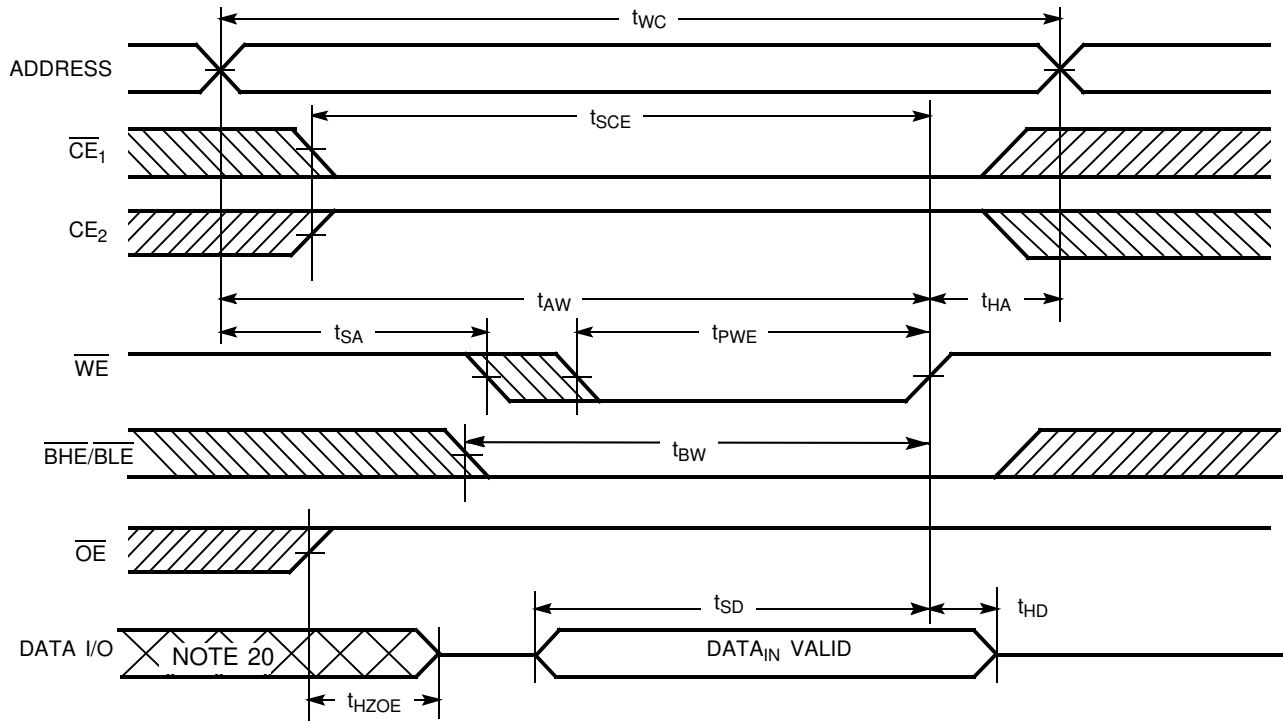 tWC
ADDRESS
tSCE
CE1
CE2
tAW
tHA
tSA
tPWE
WE
BHE/BLE
tBW
OE
tSD
tHD
DATA I/O
NOTE 20
DATAIN VALID
tHZOE